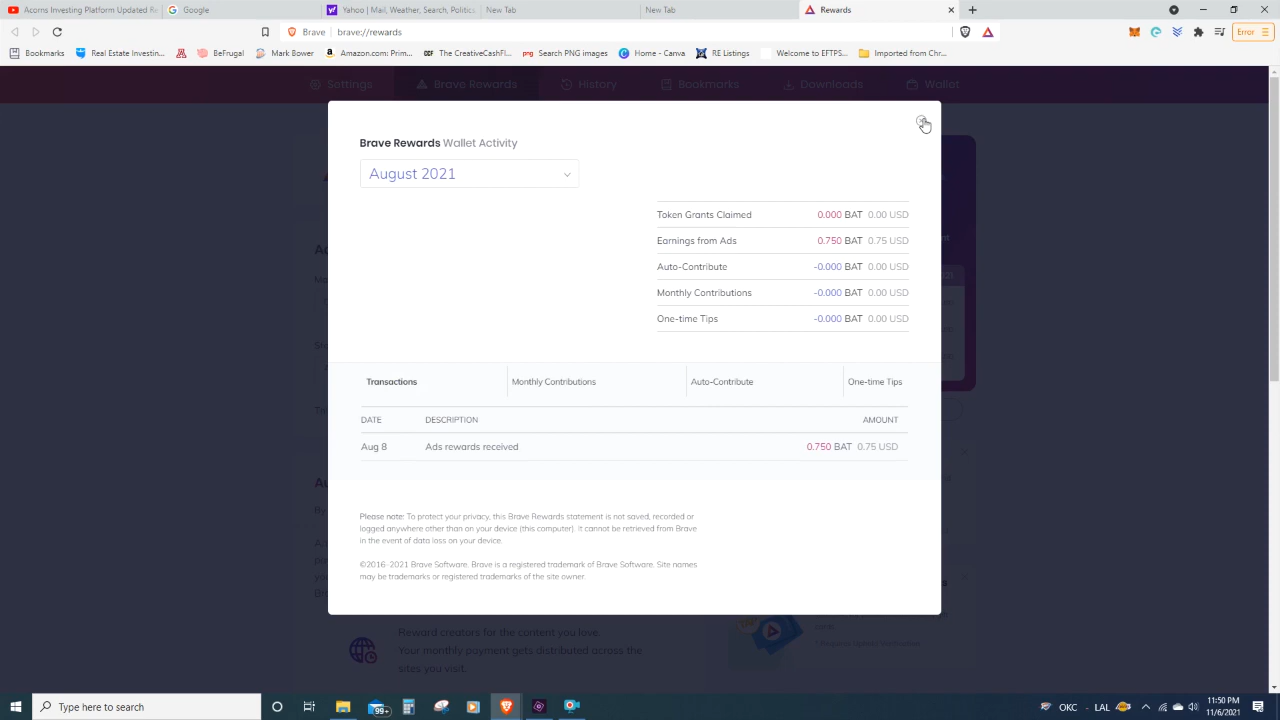 Acorns Investing Platform Updated Re
Google
Yahoo | Mail, Weather, Search, Politics
New Tab
New Tab
Rewards
Brave
brave://rewards
Error
Bookmarks
Real Estate Investin...
BeFrugal
Mark Bower
Amazon.com: Prim...
The CreativeCashFl...
Search PNG images
Home - Canva
RE Listings
Welcome to EFTPS...
Imported from Chr...
Settings
Brave Rewards
History
Bookmarks
Downloads
Wallet
Brave Rewards Wallet Activity
August 2021
Token Grants Claimed 0.000 BAT 0.00 USD
Earnings from Ads 0.750 BAT 0.75 USD
Auto-Contribute -0.000 BAT 0.00 USD
Monthly Contributions -0.000 BAT 0.00 USD
One-time Tips -0.000 BAT 0.00 USD
Transactions
Monthly Contributions
Auto-Contribute
One-time Tips
DATE DESCRIPTION AMOUNT
Aug 8 Ads rewards received 0.750 BAT 0.75 USD
Please note: To protect your privacy, this Brave Rewards statement is not saved, recorded or
logged anywhere other than on your device (this computer). It cannot be retrieved from Brave
in the event of data loss on your device.
©2016–2021 Brave Software. Brave is a registered trademark of Brave Software. Site names
may be trademarks or registered trademarks of the site owner.
Reward creators for the content you love.
Your monthly payment gets distributed across the
sites you visit.
Type here to search
99+
OKC
LAL
11:50 PM
11/6/2021